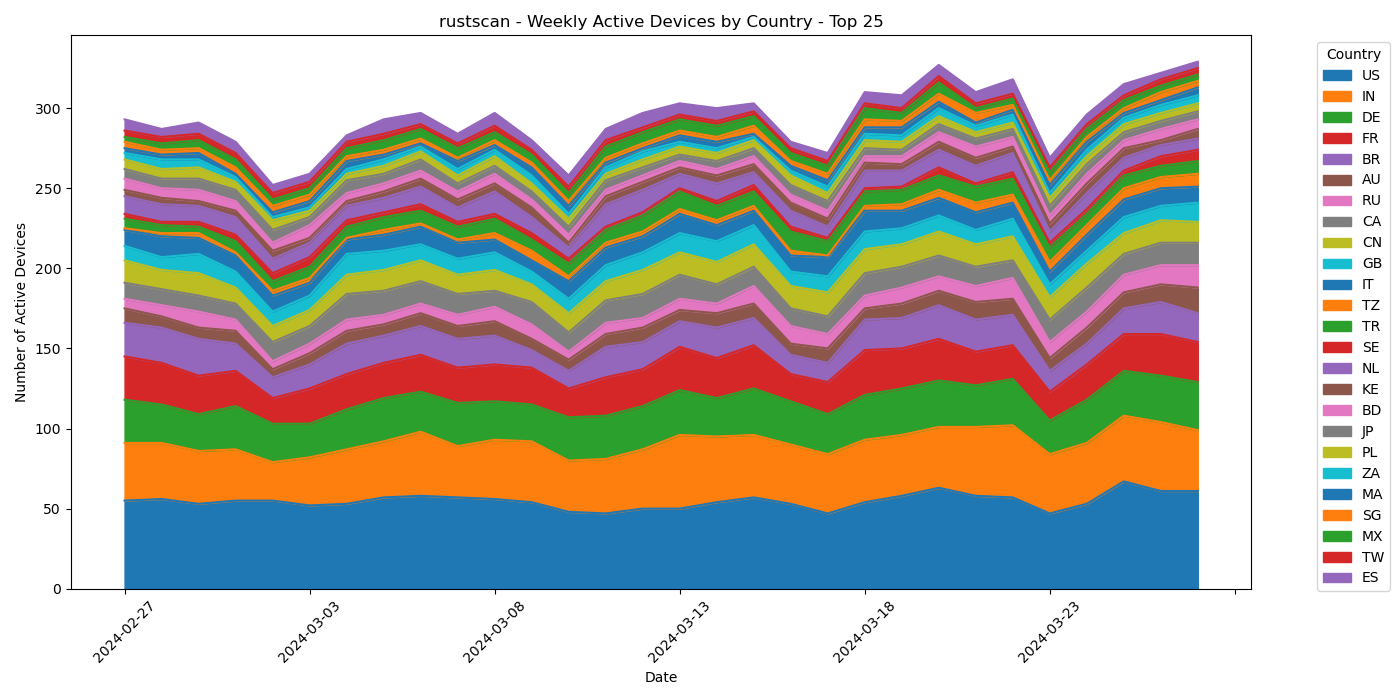 rustscan - Weekly Active Devices by Country - Top 25
Number of Active Devices
300
250
200
150
100
50
0
2024-02-27
2024-03-03
2024-03-08
2024-03-13
2024-03-18
2024-03-23
Date
Country
US
IN
DE
FR
BR
AU
RU
CA
CN
GB
IT
TZ
TR
SE
NL
KE
BD
JP
PL
ZA
MA
SG
MX
TW
ES